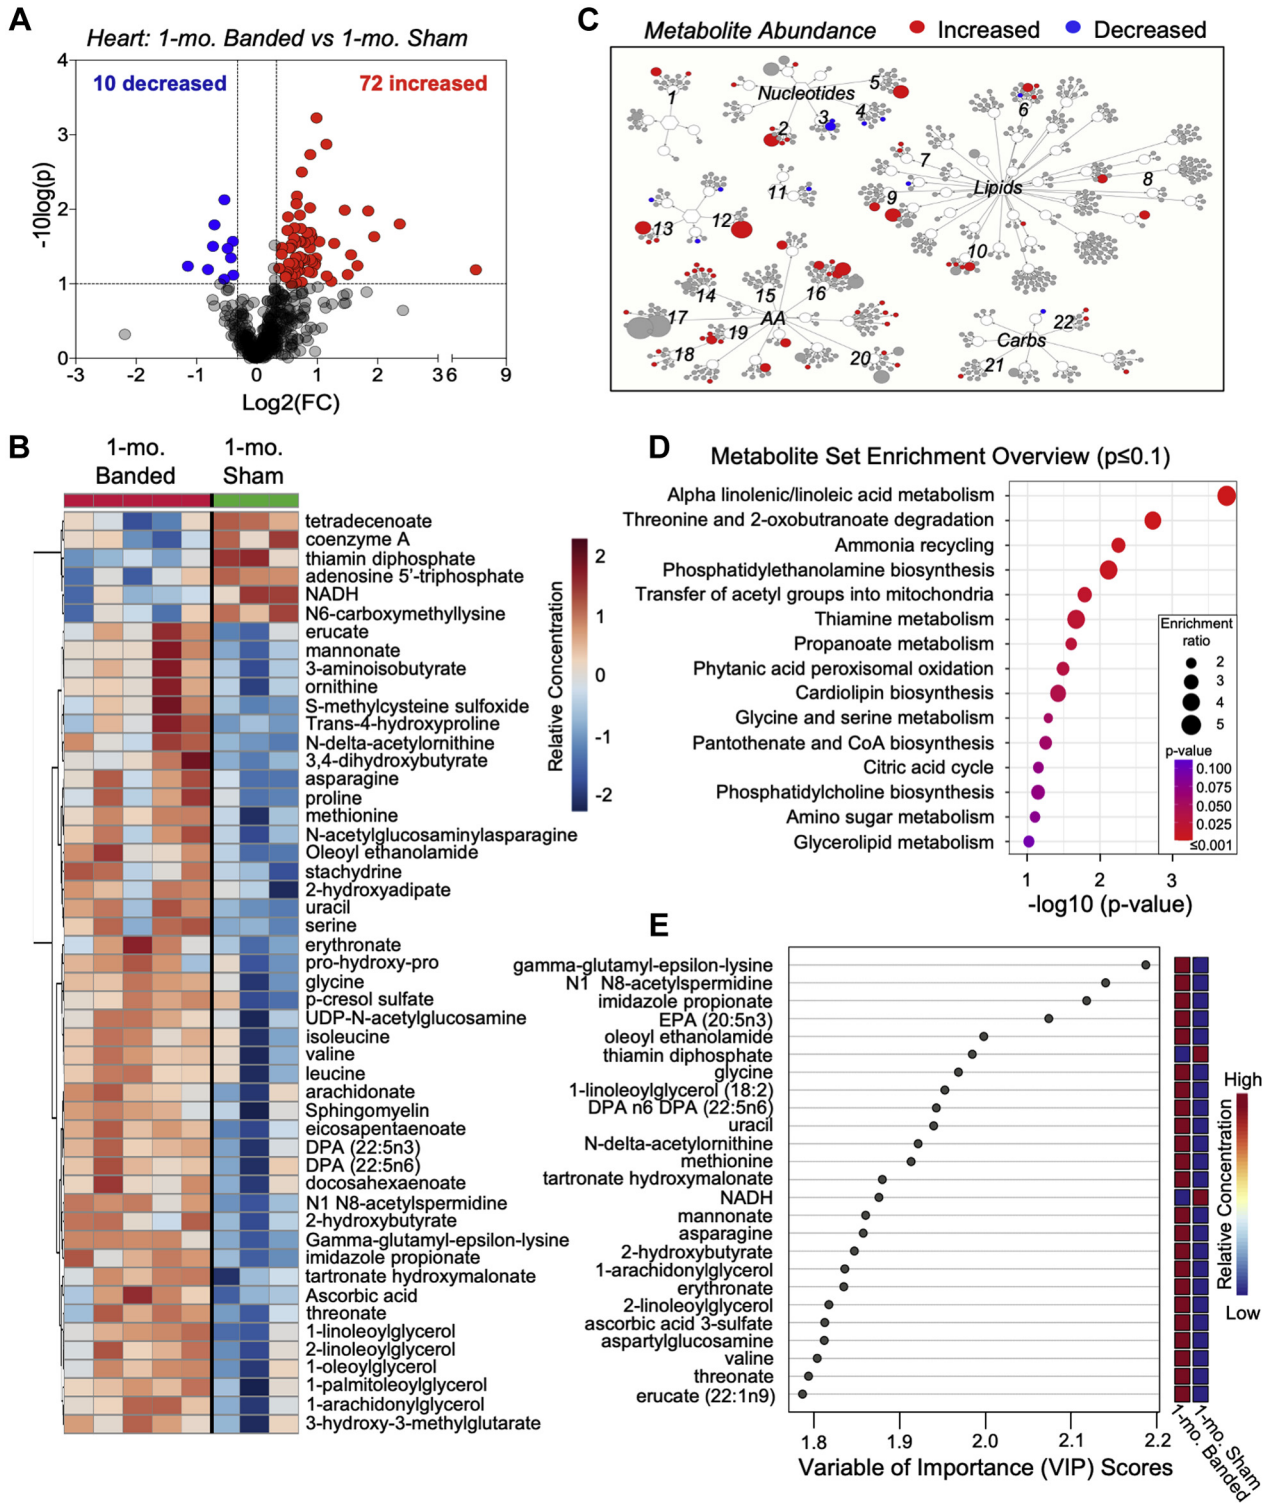 A
Heart: 1-mo. Banded vs 1-mo. Sham
10 decreased
72 increased
4
3
2
1
0
-10log(p)
-3
-2
-1
0
1
2
3
6
9
Log2(FC)
B
1-mo.
Banded
1-mo.
Sham
tetradecenoate
coenzyme A
thiamin diphosphate
adenosine 5'-triphosphate
NADH
N6-carboxymethyllysine
erucate
mannonate
3-aminoisobutyrate
ornithine
S-methylcysteine sulfoxide
Trans-4-hydroxyproline
N-delta-acetylornithine
3,4-dihydroxybutyrate
asparagine
proline
methionine
N-acetylglucosaminylasparagine
Oleoyl ethanolamide
stachydrine
2-hydroxyadipate
uracil
serine
erythronate
pro-hydroxy-pro
glycine
p-cresol sulfate
UDP-N-acetylglucosamine
isoleucine
valine
leucine
arachidonate
Sphingomyelin
eicosapentaenoate
DPA (22:5n3)
DPA (22:5n6)
docosahexaenoate
N1 N8-acetylspermidine
2-hydroxybutyrate
Gamma-glutamyl-epsilon-lysine
imidazole propionate
tartronate hydroxymalonate
Ascorbic acid
threonate
1-linoleoylglycerol
2-linoleoylglycerol
1-oleoylglycerol
1-palmitoleoylglycerol
1-arachidonylglycerol
3-hydroxy-3-methylglutarate
Relative Concentration
2
1
0
-1
-2
C
Metabolite Abundance
Increased
Decreased
1
Nucleotides
2
3
4
5
6
7
8
Lipids
9
10
11
12
13
14
15
16
17
AA
18
19
20
Carbs
21
22
D
Metabolite Set Enrichment Overview (p≤0.1)
Alpha linolenic/linoleic acid metabolism
Threonine and 2-oxobutanoate degradation
Ammonia recycling
Phosphatidylethanolamine biosynthesis
Transfer of acetyl groups into mitochondria
Thiamine metabolism
Propanoate metabolism
Phytanic acid peroxisomal oxidation
Cardiolipin biosynthesis
Glycine and serine metabolism
Pantothenate and CoA biosynthesis
Citric acid cycle
Phosphatidylcholine biosynthesis
Amino sugar metabolism
Glycerolipid metabolism
Enrichment
ratio
2
3
4
5
p-value
0.100
0.075
0.050
0.025
≤0.001
1
2
3
-log10 (p-value)
E
gamma-glutamyl-epsilon-lysine
N1 N8-acetylspermidine
imidazole propionate
EPA (20:5n3)
oleoyl ethanolamide
thiamin diphosphate
glycine
1-linoleoylglycerol (18:2)
DPA n6 DPA (22:5n6)
uracil
N-delta-acetylornithine
methionine
tartronate hydroxymalonate
NADH
mannonate
asparagine
2-hydroxybutyrate
1-arachidonylglycerol
erythronate
2-linoleoylglycerol
ascorbic acid 3-sulfate
aspartylglucosamine
valine
threonate
erucate (22:1n9)
1.8
1.9
2.0
2.1
2.2
Variable of Importance (VIP) Scores
1-mo. Banded
1-mo. Sham
High
Relative Concentration
Low